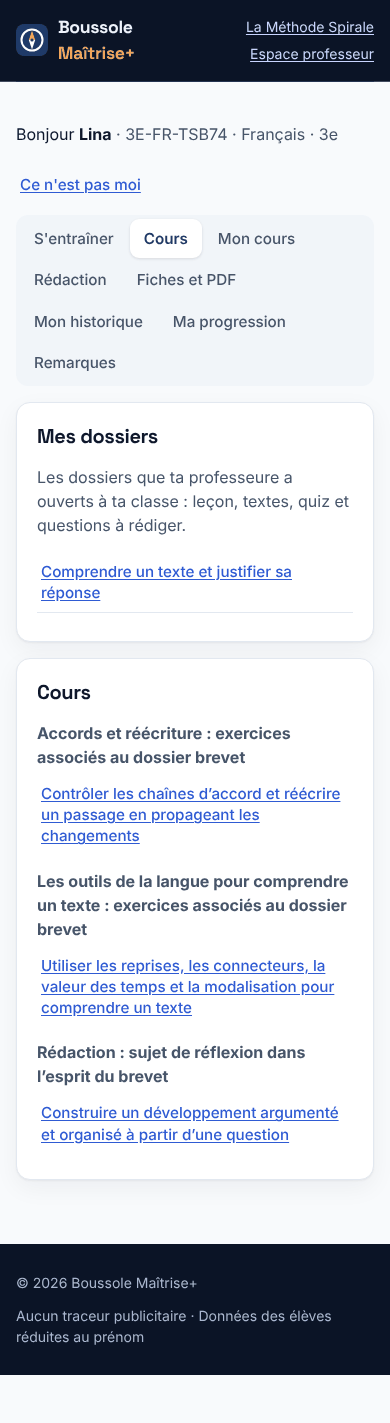 Boussole
Maîtrise+
La Méthode Spirale
Espace professeur
Bonjour Lina · 3E-FR-TSB74 · Français · 3e
Ce n'est pas moi
S'entraîner Cours Mon cours
Rédaction Fiches et PDF
Mon historique Ma progression
Remarques
Mes dossiers
Les dossiers que ta professeure a
ouverts à ta classe : leçon, textes, quiz et
questions à rédiger.
Comprendre un texte et justifier sa
réponse
Cours
Accords et réécriture : exercices
associés au dossier brevet
Contrôler les chaînes d’accord et réécrire
un passage en propageant les
changements
Les outils de la langue pour comprendre
un texte : exercices associés au dossier
brevet
Utiliser les reprises, les connecteurs, la
valeur des temps et la modalisation pour
comprendre un texte
Rédaction : sujet de réflexion dans
l’esprit du brevet
Construire un développement argumenté
et organisé à partir d’une question
© 2026 Boussole Maîtrise+
Aucun traceur publicitaire · Données des élèves
réduites au prénom